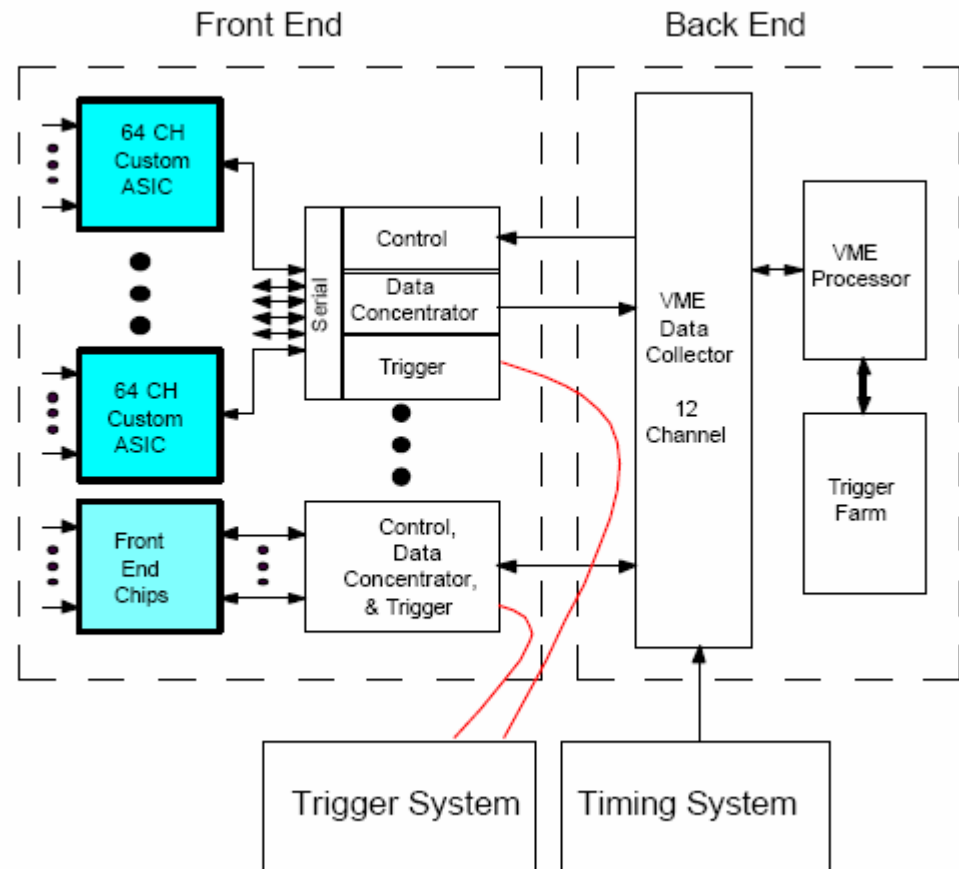 Front End
Back End
64 CH
Custom
ASIC
64 CH
Custom
ASIC
Front
End
Chips
Serial
Control
Data
Concentrator
Trigger
Control,
Data
Concentrator,
& Trigger
VME
Data
Collector
12
Channel
VME
Processor
Trigger
Farm
Trigger System
Timing System